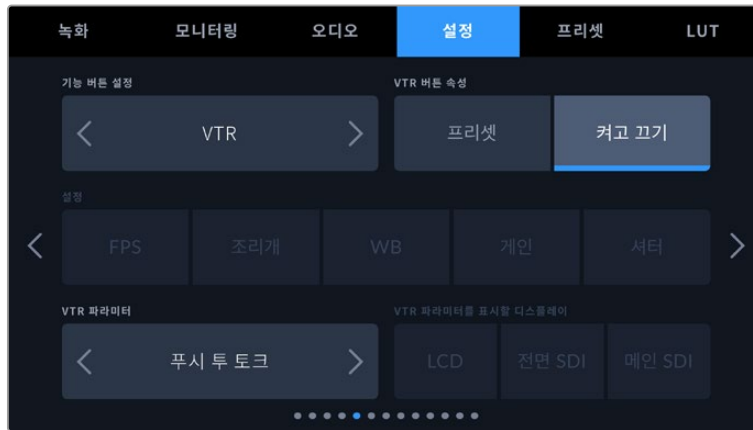 녹화 모니터링 오디오 설정 프리셋 LUT
기능 버튼 설정 VTR 버튼 속성
VTR 프리셋 켜고 끄기
설정
FPS 조리개 WB 게인 셔터
VTR 파라미터 VTR 파라미터를 표시할 디스플레이
푸시 투 토크 LCD 전면 SDI 메인 SDI